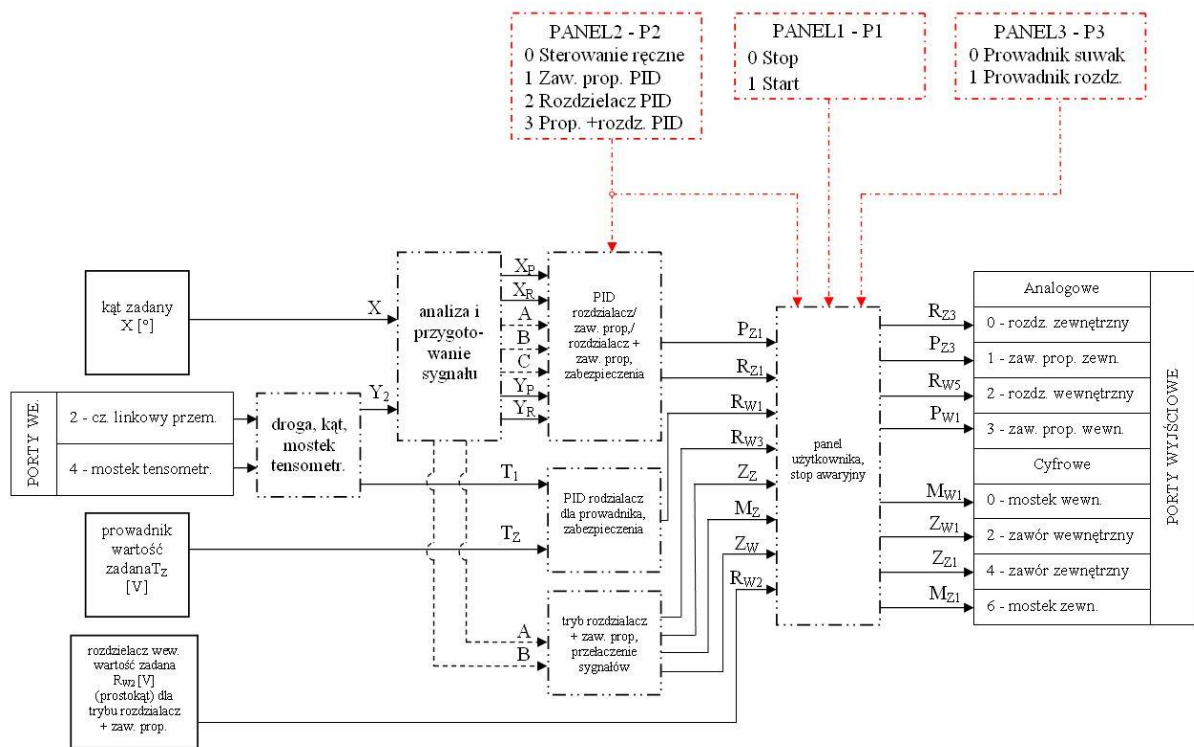 PANEL2 - P2
0 Sterowanie ręczne
1 Zaw. prop. PID
2 Rozdzielacz PID
3 Prop. +rozdz. PID
PANEL1 - P1
0 Stop
1 Start
PANEL3 - P3
0 Prowadnik suwak
1 Prowadnik rozdz.
kąt zadany
X [°]
X
PORTY WE.
2 - cz. linkowy przem.
4 - mostek tensometr.
droga, kąt,
mostek
tensometr.
Y2
analiza i
przygoto-
wanie
sygnału
XP
XR
A
B
C
YP
YR
PID
rozdzielacz/
zaw. prop,/
rozdzielacz +
zaw. prop,
zabezpieczenia
prowadnik
wartość
zadanaTZ
[V]
T1
TZ
PID rodzialacz
dla prowadnika,
zabezpieczenia
rozdzielacz wew.
wartość zadana
RW2 [V]
(prostokąt) dla
trybu rozdzialacz
+ zaw. prop.
A
B
tryb rozdzialacz
+ zaw. prop,
przełaczenie
sygnałów
PZ1
RZ1
RW1
RW3
ZZ
MZ
ZW
RW2
panel
użytkownika,
stop awaryjny
RZ3
PZ3
RW5
PW1
MW1
ZW1
ZZ1
MZ1
Analogowe
0 - rozdz. zewnętrzny
1 - zaw. prop. zewn.
2 - rozdz. wewnętrzny
3 - zaw. prop. wewn.
Cyfrowe
0 - mostek wewn.
2 - zawór wewnętrzny
4 - zawór zewnętrzny
6 - mostek zewn.
PORTY WYJŚCIOWE